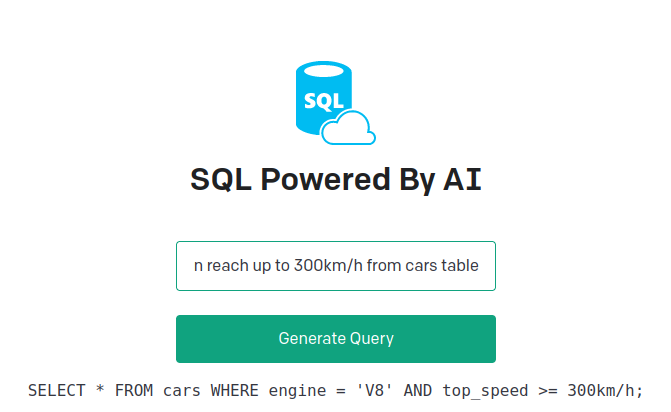 SQL
SQL Powered By AI
n reach up to 300km/h from cars table
Generate Query
SELECT * FROM cars WHERE engine = 'V8' AND top_speed >= 300km/h;